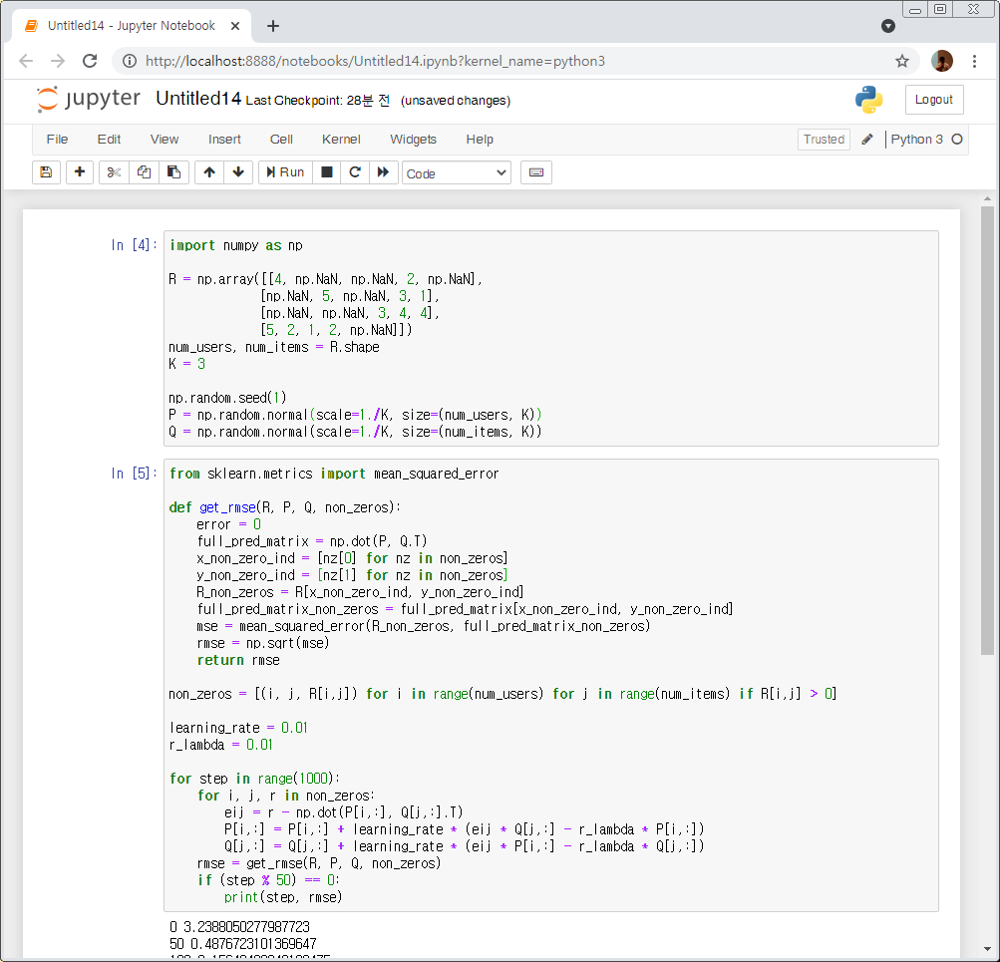 Untitled14 - Jupyter Notebook
http://localhost:8888/notebooks/Untitled14.ipynb?kernel_name=python3
jupyter Untitled14 Last Checkpoint: 28분 전 (unsaved changes)
Logout
File Edit View Insert Cell Kernel Widgets Help Trusted Python 3
Run Code
In [4]: import numpy as np
R = np.array([[4, np.NaN, np.NaN, 2, np.NaN],
[np.NaN, 5, np.NaN, 3, 1],
[np.NaN, np.NaN, 3, 4, 4],
[5, 2, 1, 2, np.NaN]])
num_users, num_items = R.shape
K = 3
np.random.seed(1)
P = np.random.normal(scale=1./K, size=(num_users, K))
Q = np.random.normal(scale=1./K, size=(num_items, K))
In [5]: from sklearn.metrics import mean_squared_error
def get_rmse(R, P, Q, non_zeros):
error = 0
full_pred_matrix = np.dot(P, Q.T)
x_non_zero_ind = [nz[0] for nz in non_zeros]
y_non_zero_ind = [nz[1] for nz in non_zeros]
R_non_zeros = R[x_non_zero_ind, y_non_zero_ind]
full_pred_matrix_non_zeros = full_pred_matrix[x_non_zero_ind, y_non_zero_ind]
mse = mean_squared_error(R_non_zeros, full_pred_matrix_non_zeros)
rmse = np.sqrt(mse)
return rmse
non_zeros = [(i, j, R[i,j]) for i in range(num_users) for j in range(num_items) if R[i,j] > 0]
learning_rate = 0.01
r_lambda = 0.01
for step in range(1000):
for i, j, r in non_zeros:
eij = r - np.dot(P[i,:], Q[j,:].T)
P[i,:] = P[i,:] + learning_rate * (eij * Q[j,:] - r_lambda * P[i,:])
Q[j,:] = Q[j,:] + learning_rate * (eij * P[i,:] - r_lambda * Q[j,:])
rmse = get_rmse(R, P, Q, non_zeros)
if (step % 50) == 0:
print(step, rmse)
0 3.2388050277987723
50 0.4876723101369647